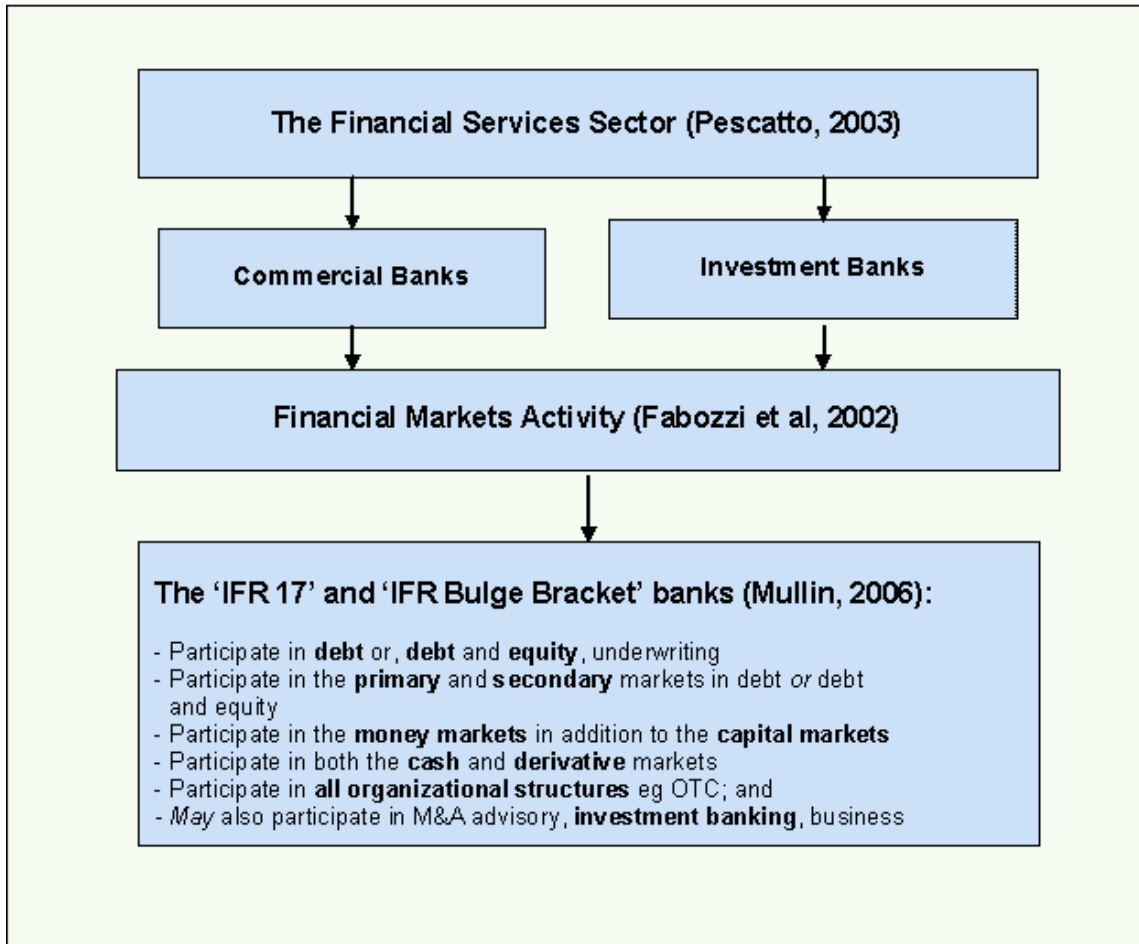 The Financial Services Sector (Pescatto, 2003)
Commercial Banks
Investment Banks
Financial Markets Activity (Fabozzi et al, 2002)
The ‘IFR 17’ and ‘IFR Bulge Bracket’ banks (Mullin, 2006):
- Participate in debt or, debt and equity, underwriting
- Participate in the primary and secondary markets in debt or debt
and equity
- Participate in the money markets in addition to the capital markets
- Participate in both the cash and derivative markets
- Participate in all organizational structures eg OTC; and
- May also participate in M&A advisory, investment banking, business